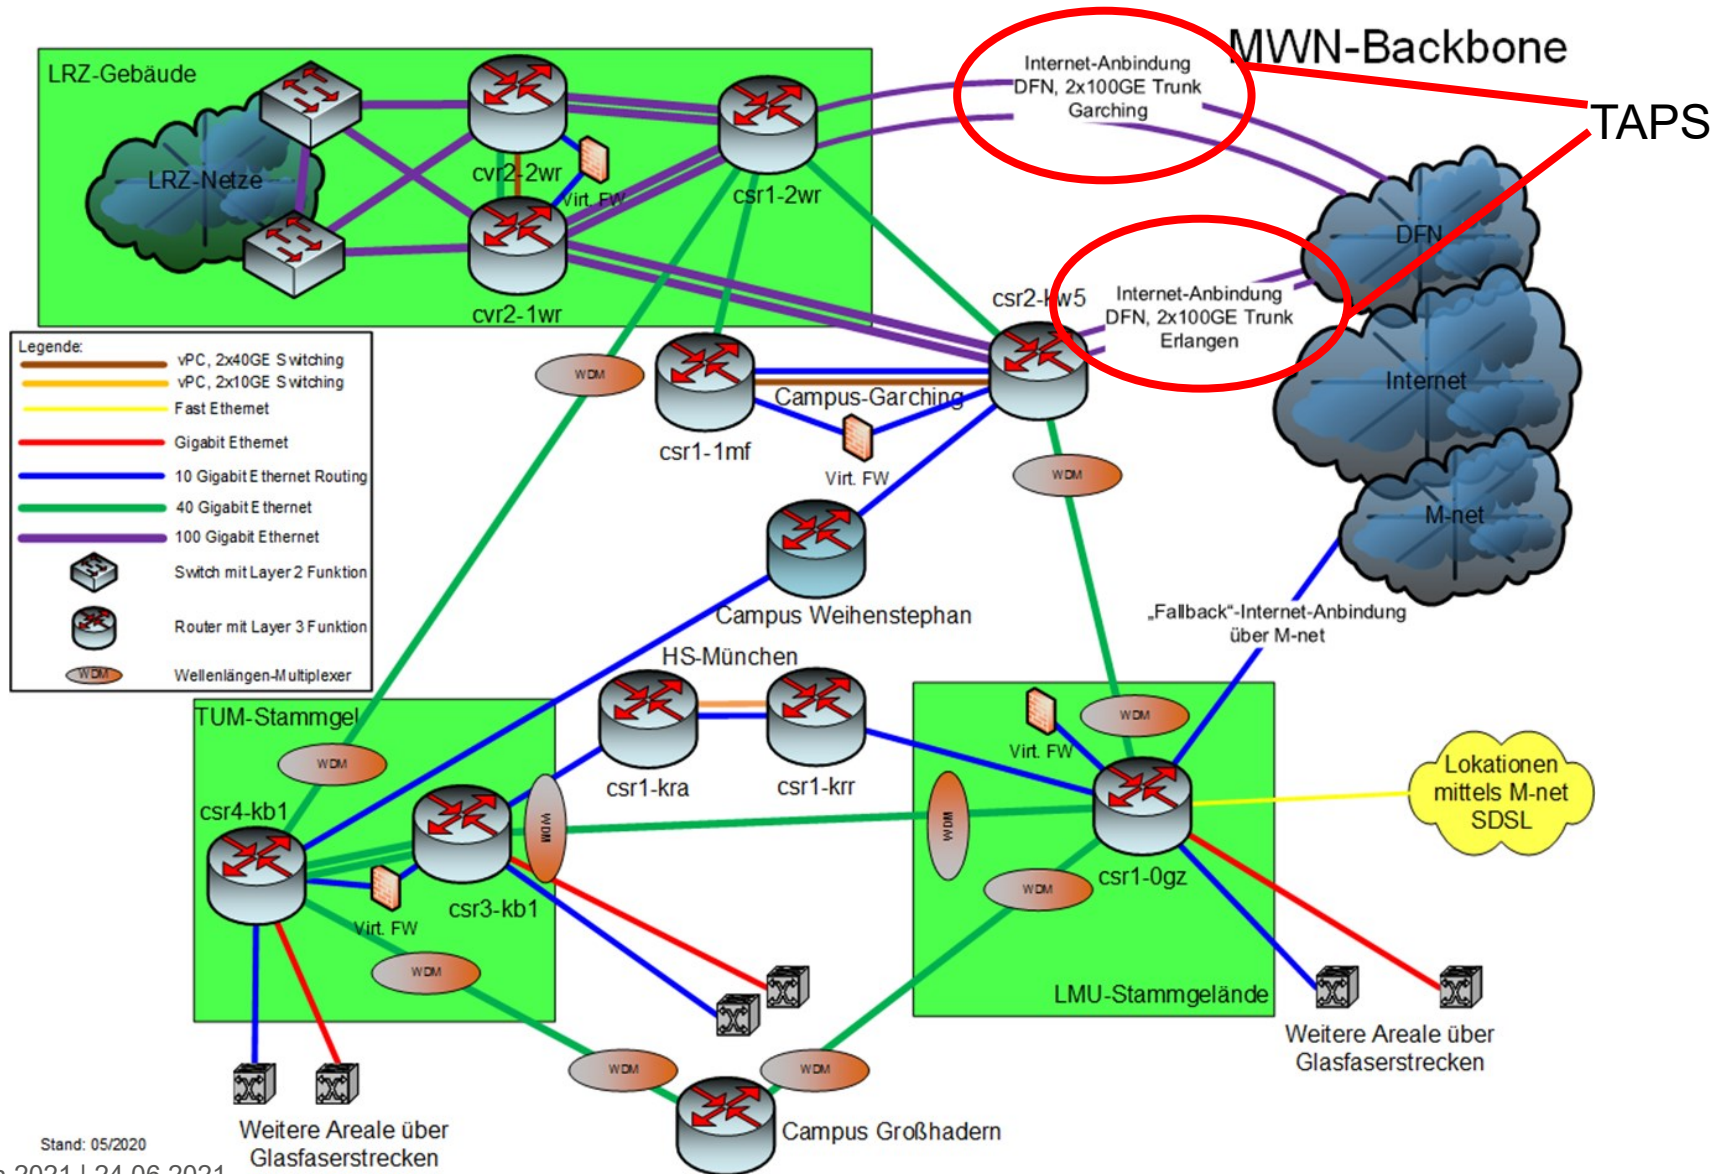 MWN-Backbone
TAPS
LRZ-Gebäude
LRZ-Netze
cvr2-2wr
Virt. FW
cvr2-1wr
csr1-2wr
Internet-Anbindung
DFN, 2x100GE Trunk
Garching
DFN
csr2-kw5
Internet-Anbindung
DFN, 2x100GE Trunk
Erlangen
Internet
M-net
Legende:
vPC, 2x40GE Switching
vPC, 2x10GE Switching
Fast Ethernet
Gigabit Ethernet
10 Gigabit Ethernet Routing
40 Gigabit Ethernet
100 Gigabit Ethernet
Switch mit Layer 2 Funktion
Router mit Layer 3 Funktion
WDM
Wellenlängen-Multiplexer
WDM
Campus-Garching
csr1-1mf
Virt. FW
WDM
Campus Weihenstephan
„Fallback“-Internet-Anbindung
über M-net
HS-München
csr1-kra
csr1-krr
TUM-Stammgel
WDM
csr4-kb1
WDM
csr3-kb1
Virt. FW
WDM
WDM
Virt. FW
WDM
WDM
csr1-0gz
LMU-Stammgelände
Lokationen
mittels M-net
SDSL
Weitere Areale über
Glasfaserstrecken
WDM
WDM
Campus Großhadern
Weitere Areale über
Glasfaserstrecken
Stand: 05/2020
2021 | 24.06.2021